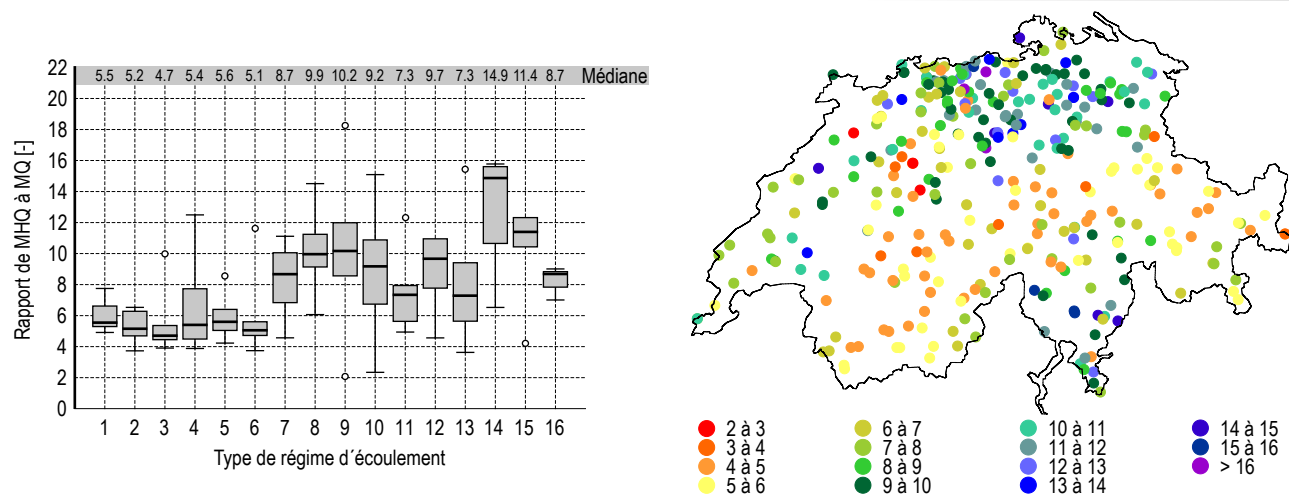 Rapport de MHQ à MQ [-]
22
20
18
16
14
12
10
8
6
4
2
0
5.5 5.2 4.7 5.4 5.6 5.1 8.7 9.9 10.2 9.2 7.3 9.7 7.3 14.9 11.4 8.7 Médiane
1 2 3 4 5 6 7 8 9 10 11 12 13 14 15 16
Type de régime d´écoulement
2 à 3
3 à 4
4 à 5
5 à 6
6 à 7
7 à 8
8 à 9
9 à 10
10 à 11
11 à 12
12 à 13
13 à 14
14 à 15
15 à 16
> 16